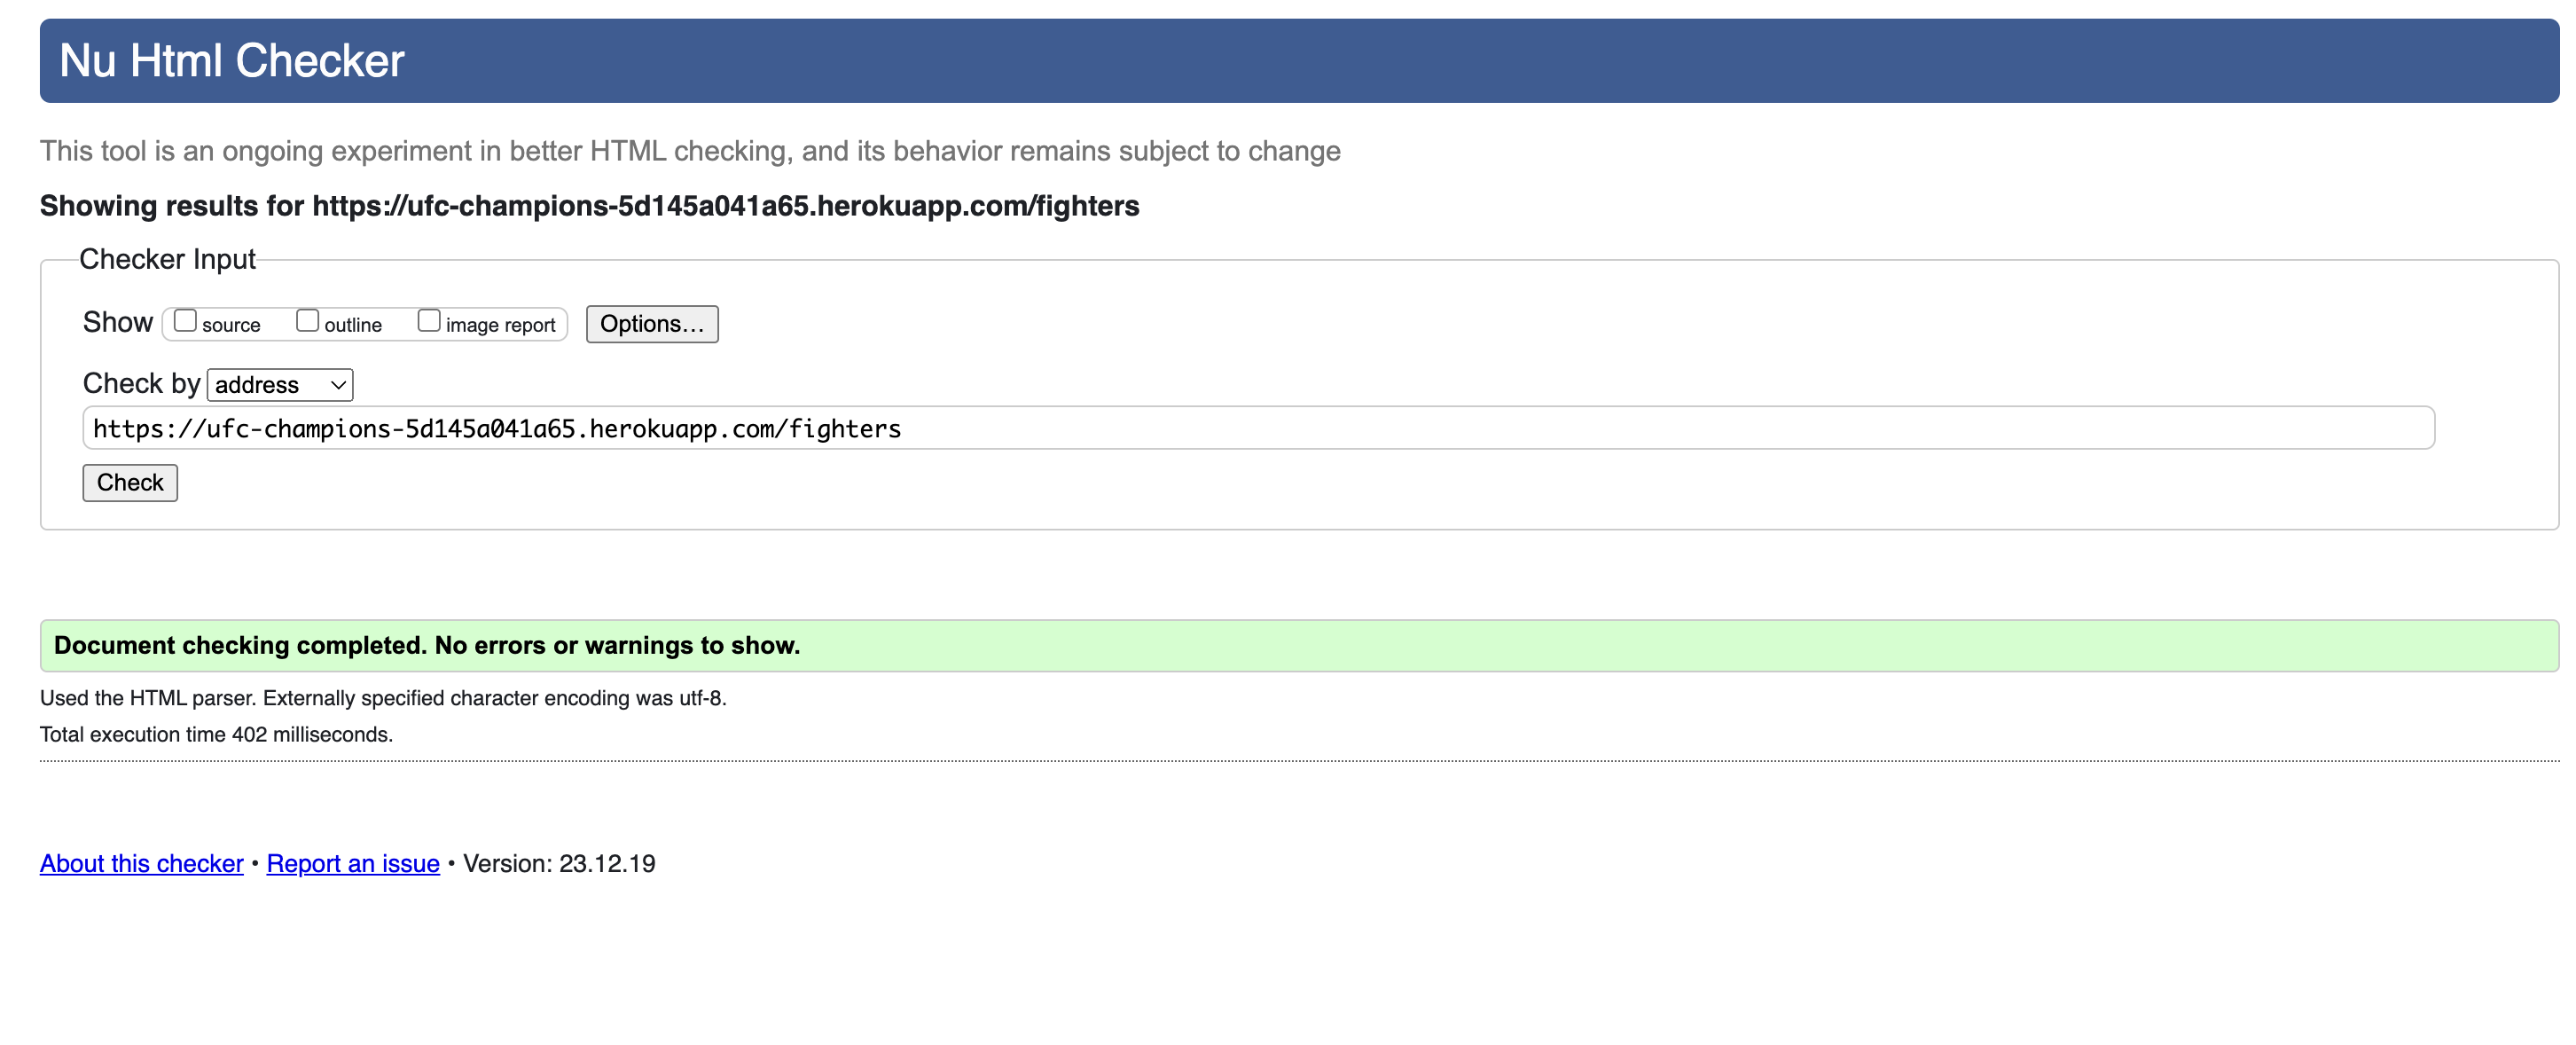 Nu Html Checker
This tool is an ongoing experiment in better HTML checking, and its behavior remains subject to change
Showing results for https://ufc-champions-5d145a041a65.herokuapp.com/fighters
Checker Input
Show source outline image report Options…
Check by address
https://ufc-champions-5d145a041a65.herokuapp.com/fighters
Check
Document checking completed. No errors or warnings to show.
Used the HTML parser. Externally specified character encoding was utf-8.
Total execution time 402 milliseconds.
About this checker • Report an issue • Version: 23.12.19